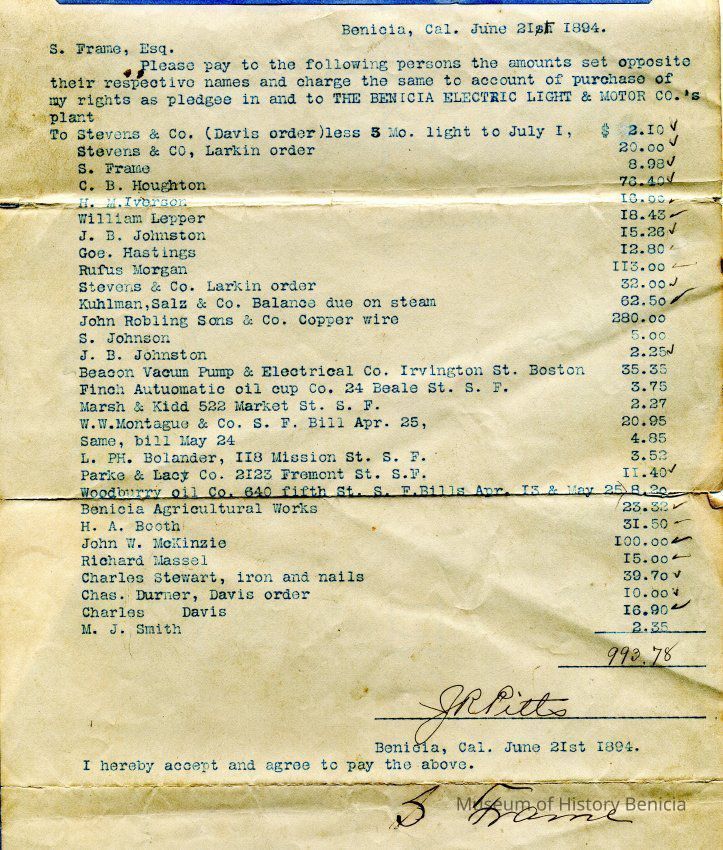 Benicia, Cal. June 21st 1894.
S. Frame, Esq.
Please pay to the following persons the amounts set opposite
their respective names and charge the same to account of purchase of
my rights as pledgee in and to THE BENICIA ELECTRIC LIGHT & MOTOR CO.'s
plant
To Stevens & Co. (Davis order)less 3 Mo. light to July I, $ 2.10 ✓
Stevens & CO, Larkin order 20.00 ✓
S. Frame 8.98 ✓
C. B. Houghton 76.40 ✓
H. M.Iverson 16.00 ✓
William Lepper 18.43 ✓
J. B. Johnston 15.26 ✓
Goe. Hastings 12.80 ✓
Rufus Morgan 113.00 ✓
Stevens & Co. Larkin order 32.00 ✓
Kuhlman,Salz & Co. Balance due on steam 62.50 ✓
John Robling Sons & Co. Copper wire 280.00
S. Johnson 5.00
J. B. Johnston 2.25 ✓
Beacon Vacum Pump & Electrical Co. Irvington St. Boston 35.35
Finch Autuomatic oil cup Co. 24 Beale St. S. F. 3.75
Marsh & Kidd 522 Market St. S. F. 2.27
W.W.Montague & Co. S. F. Bill Apr. 25, 20.95
Same, bill May 24 4.85
L. PH. Bolander, II8 Mission St. S. F. 3.52
Parke & Lacy Co. 2I23 Fremont St. S.F. 11.40 ✓
Woodburry oil Co. 640 fifth St. S. F.Bills Apr. I3 & May 25) 8.20
Benicia Agricultural Works 23.32 ✓
H. A. Booth 31.50 ✓
John W. McKinzie 100.00 ✓
Richard Massel 15.00 ✓
Charles Stewart, iron and nails 39.70 ✓
Chas. Durner, Davis order 10.00 ✓
Charles Davis 16.90 ✓
M. J. Smith 2.35
993.78
J R Pitts
Benicia, Cal. June 21st 1894.
I hereby accept and agree to pay the above.
S Frame
Museum of History Benicia